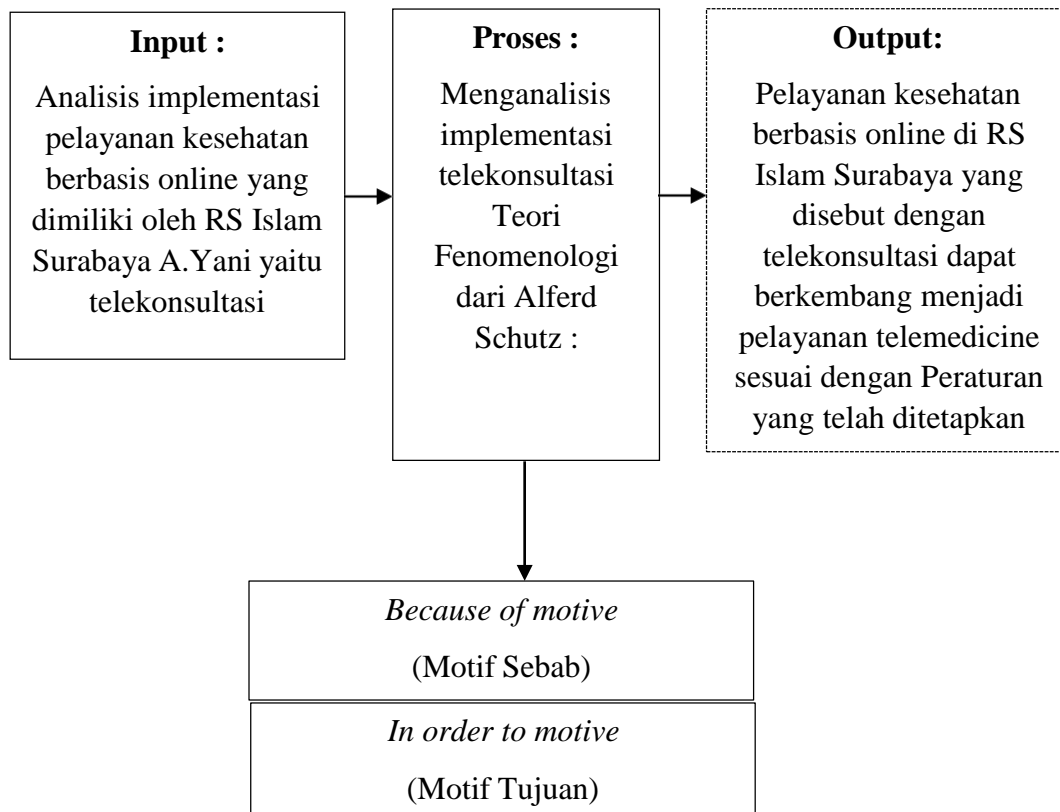 Input :
Analisis implementasi
pelayanan kesehatan
berbasis online yang
dimiliki oleh RS Islam
Surabaya A.Yani yaitu
telekonsultasi
Proses :
Menganalisis
implementasi
telekonsultasi
Teori
Fenomenologi
dari Alferd
Schutz :
Output:
Pelayanan kesehatan
berbasis online di RS
Islam Surabaya yang
disebut dengan
telekonsultasi dapat
berkembang menjadi
pelayanan telemedicine
sesuai dengan Peraturan
yang telah ditetapkan
Because of motive
(Motif Sebab)
In order to motive
(Motif Tujuan)